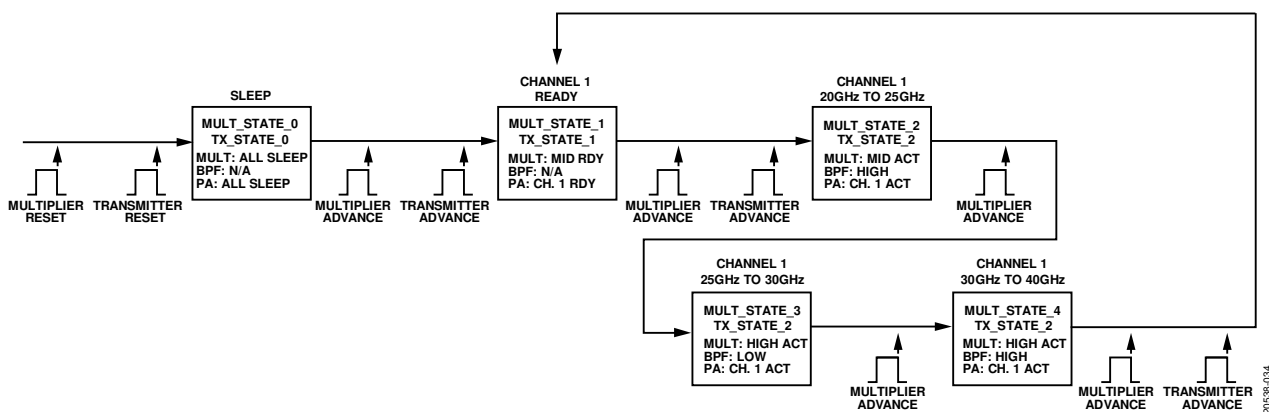 SLEEP
MULT_STATE_0
TX_STATE_0
MULT: ALL SLEEP
BPF: N/A
PA: ALL SLEEP
CHANNEL 1
READY
MULT_STATE_1
TX_STATE_1
MULT: MID RDY
BPF: N/A
PA: CH. 1 RDY
CHANNEL 1
20GHz TO 25GHz
MULT_STATE_2
TX_STATE_2
MULT: MID ACT
BPF: HIGH
PA: CH. 1 ACT
MULTIPLIER
RESET
TRANSMITTER
RESET
MULTIPLIER
ADVANCE
TRANSMITTER
ADVANCE
MULTIPLIER
ADVANCE
TRANSMITTER
ADVANCE
MULTIPLIER
ADVANCE
CHANNEL 1
25GHz TO 30GHz
MULT_STATE_3
TX_STATE_2
MULT: HIGH ACT
BPF: LOW
PA: CH. 1 ACT
CHANNEL 1
30GHz TO 40GHz
MULT_STATE_4
TX_STATE_2
MULT: HIGH ACT
BPF: HIGH
PA: CH. 1 ACT
MULTIPLIER
ADVANCE
MULTIPLIER
ADVANCE
TRANSMITTER
ADVANCE
20538-034